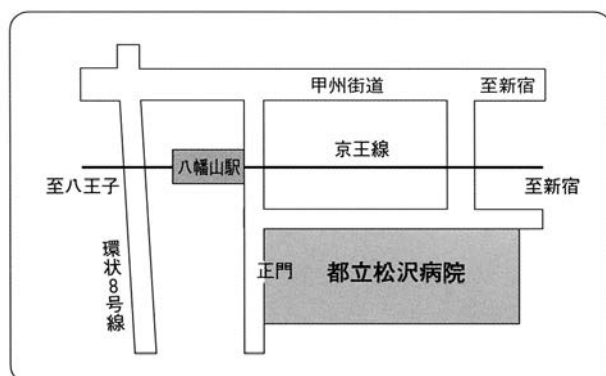 甲州街道
至新宿
八幡山駅
京王線
至八王子
至新宿
環状8号線
正門
都立松沢病院